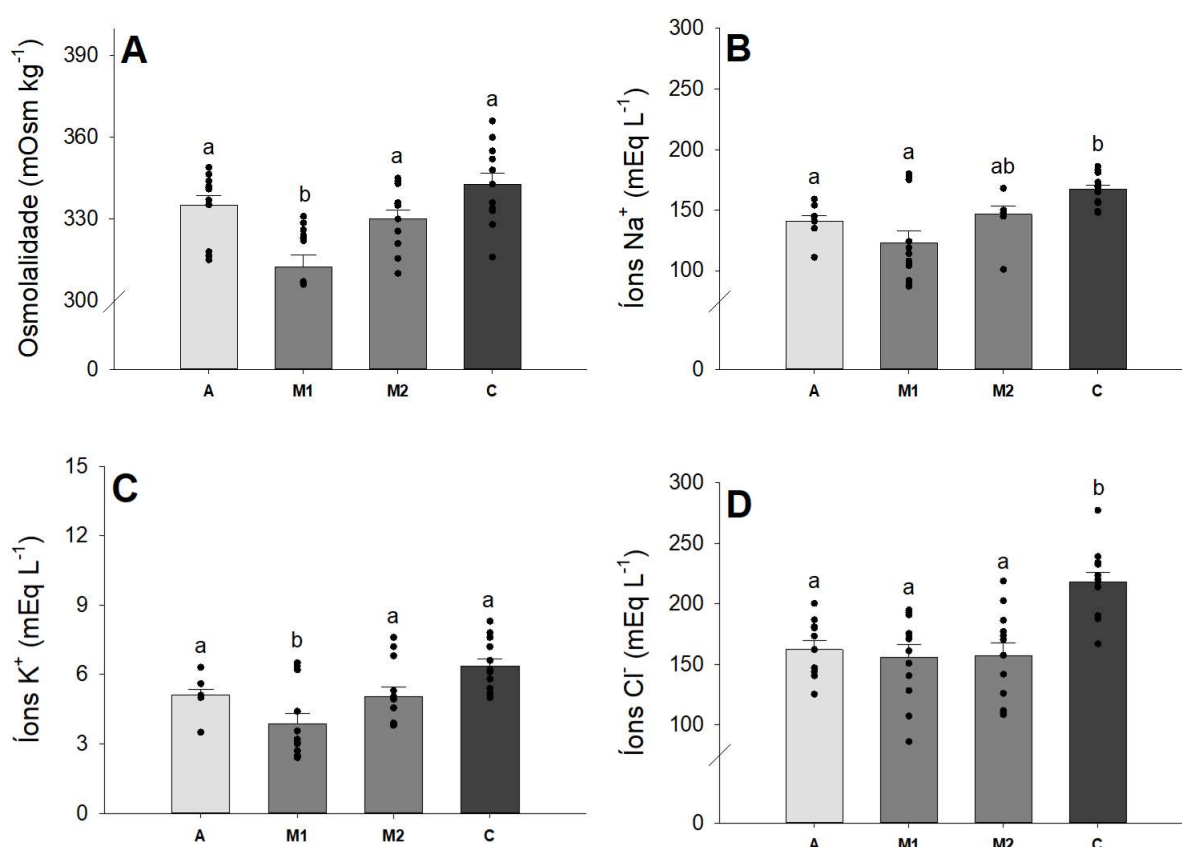 A
Osmolalidade (mOsm kg⁻¹)
390
360
330
300
0
a
b
a
a
A
M1
M2
C
B
Íons Na⁺ (mEq L⁻¹)
300
250
200
150
100
0
a
a
ab
b
A
M1
M2
C
C
Íons K⁺ (mEq L⁻¹)
15
12
9
6
3
0
a
b
a
a
A
M1
M2
C
D
Íons Cl⁻ (mEq L⁻¹)
300
250
200
150
100
0
a
a
a
b
A
M1
M2
C